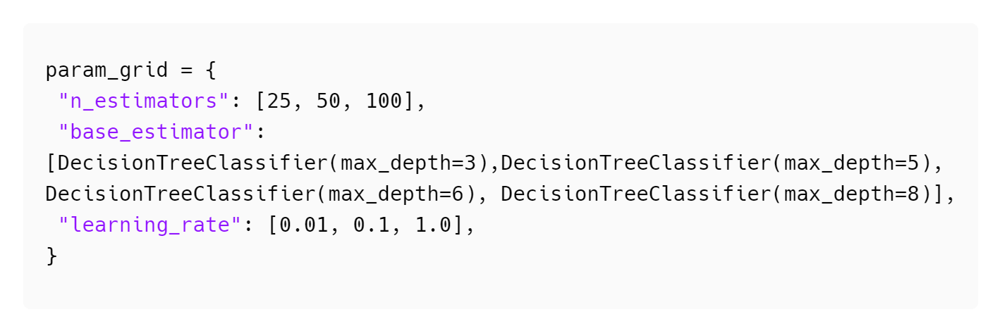 param_grid = {
 "n_estimators": [25, 50, 100],
 "base_estimator":
[DecisionTreeClassifier(max_depth=3),DecisionTreeClassifier(max_depth=5),
DecisionTreeClassifier(max_depth=6), DecisionTreeClassifier(max_depth=8)],
 "learning_rate": [0.01, 0.1, 1.0],
}